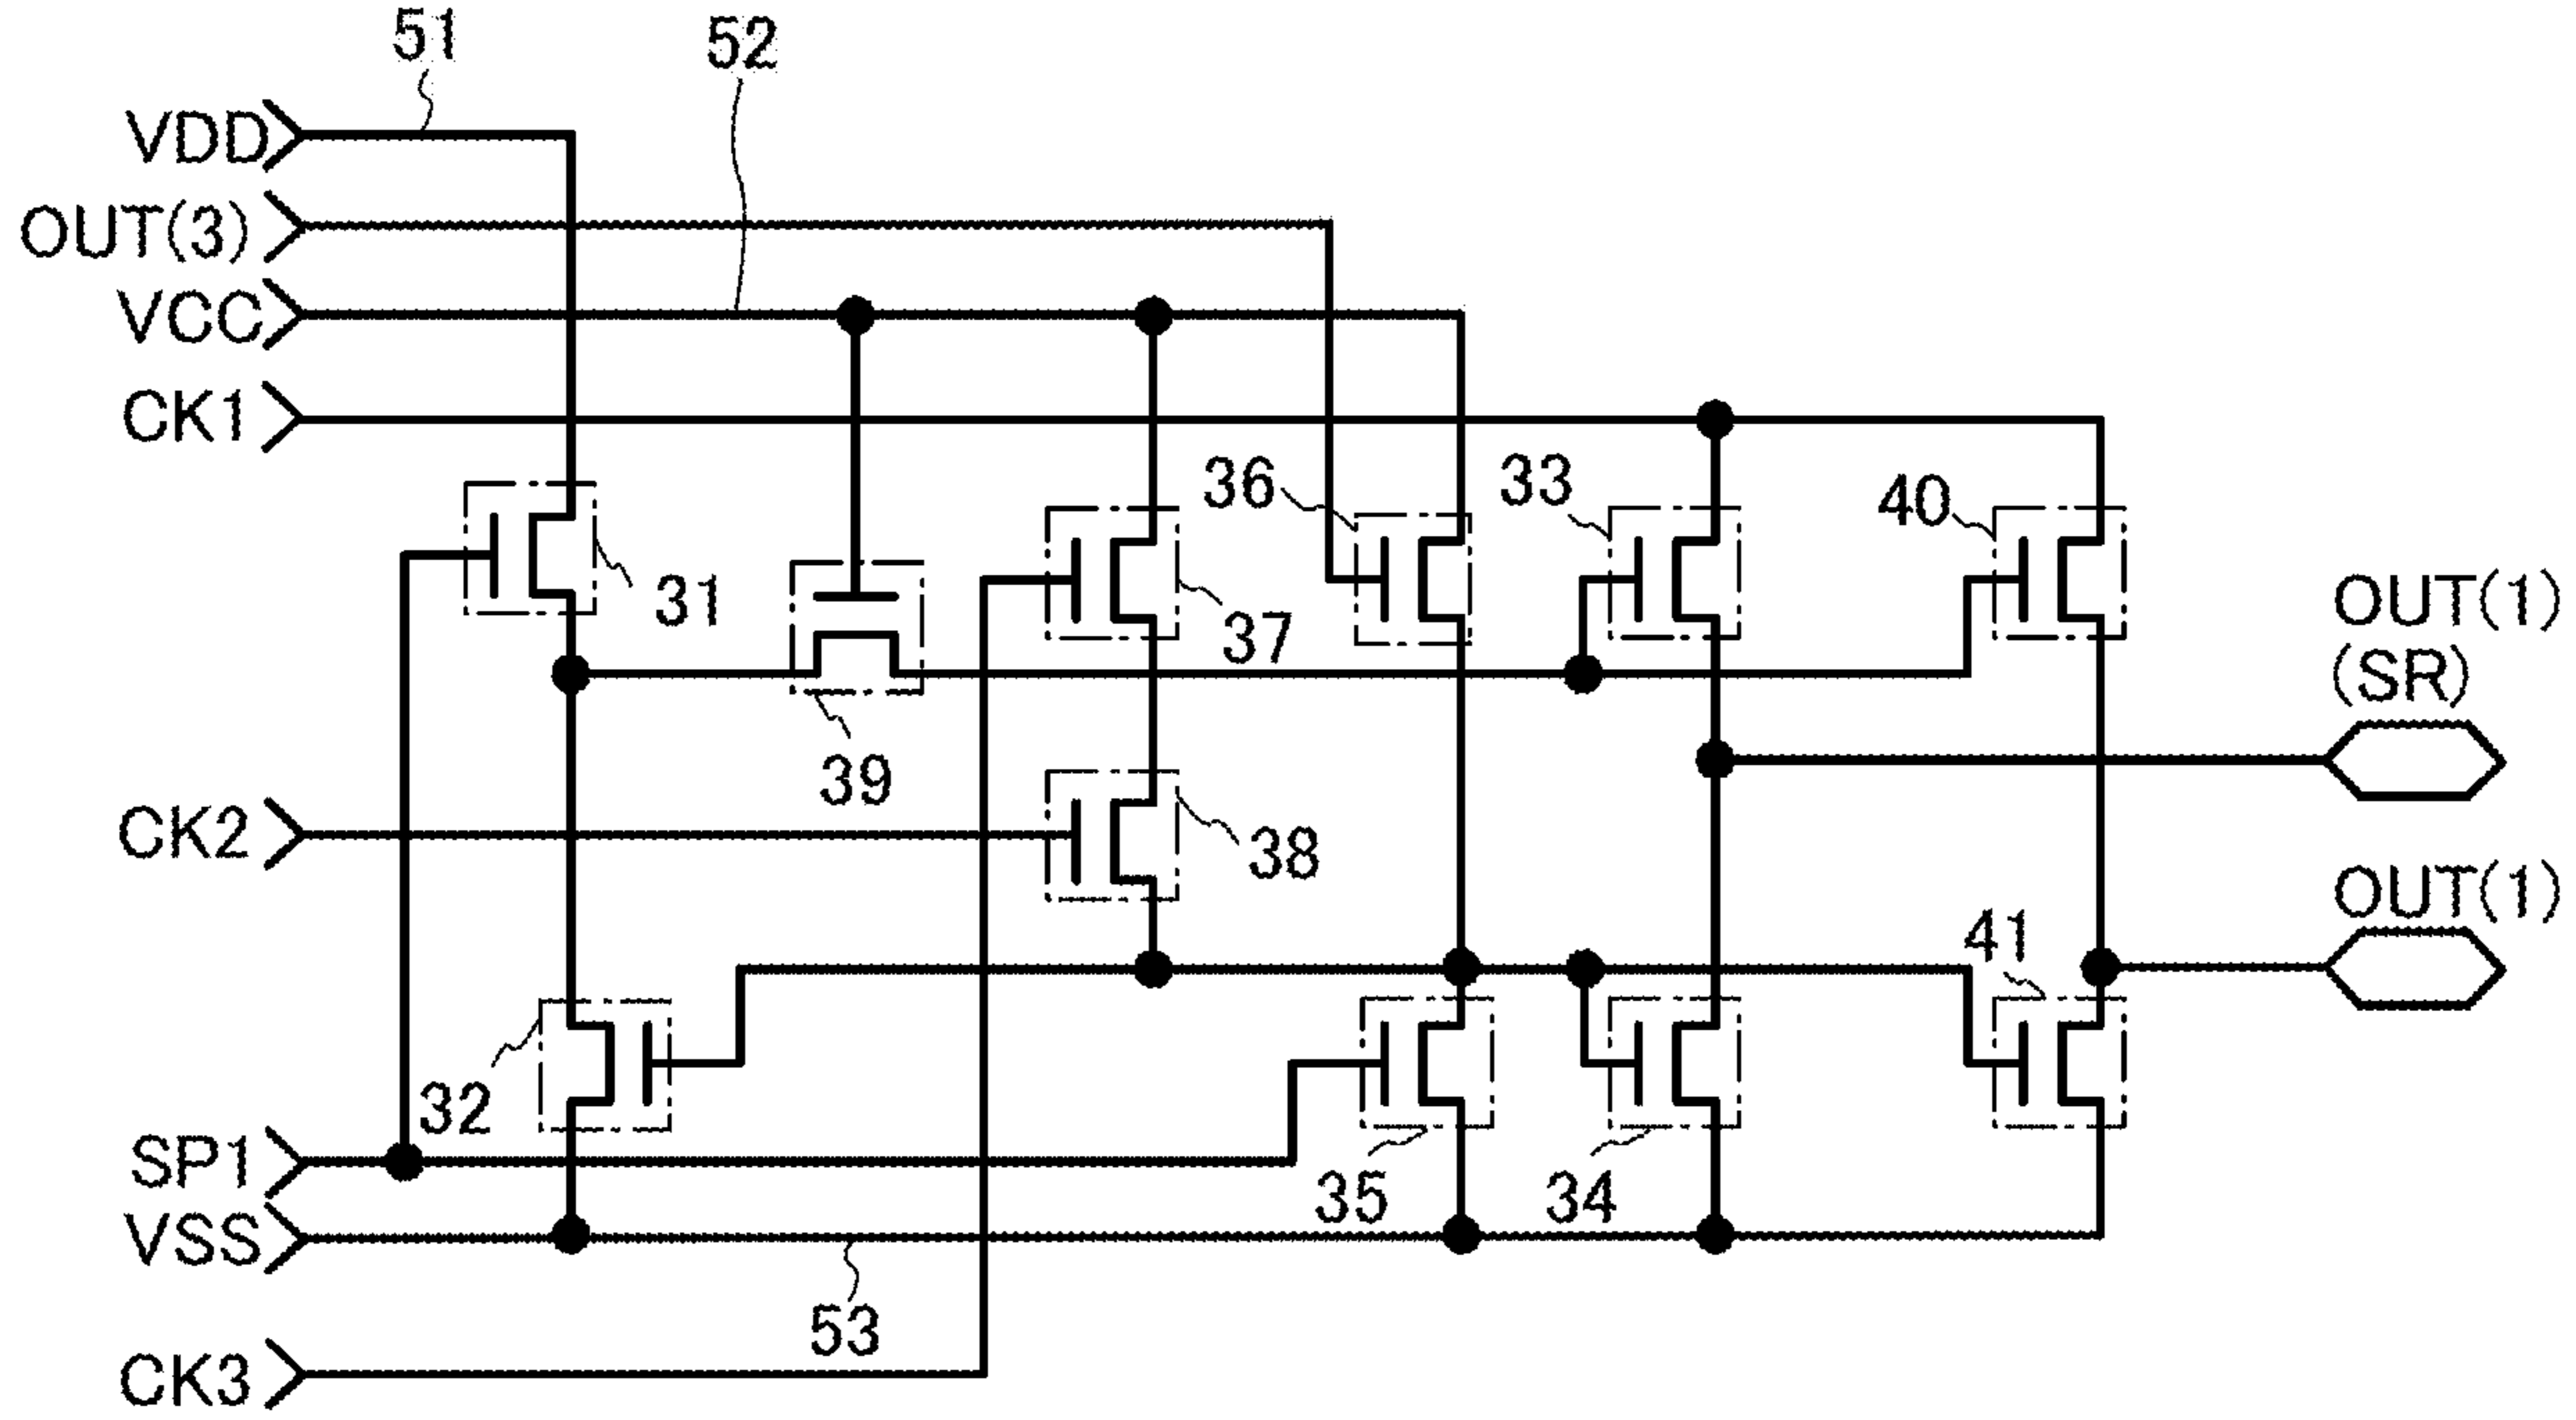 51
52
VDD
OUT(3)
VCC
CK1
36
33
40
31
37
OUT(1)
(SR)
39
CK2
38
OUT(1)
41
32
SP1
35
34
VSS
53
CK3